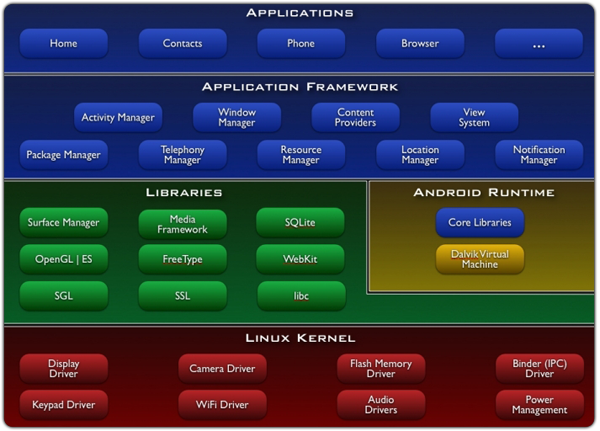 APPLICATIONS
Home
Contacts
Phone
Browser
...
APPLICATION FRAMEWORK
Activity Manager
Window
Manager
Content
Providers
View
System
Package Manager
Telephony
Manager
Resource
Manager
Location
Manager
Notification
Manager
LIBRARIES
Surface Manager
Media
Framework
SQLite
OpenGL | ES
FreeType
WebKit
SGL
SSL
libc
ANDROID RUNTIME
Core Libraries
Dalvik Virtual
Machine
LINUX KERNEL
Display
Driver
Camera Driver
Flash Memory
Driver
Binder (IPC)
Driver
Keypad Driver
WiFi Driver
Audio
Drivers
Power
Management